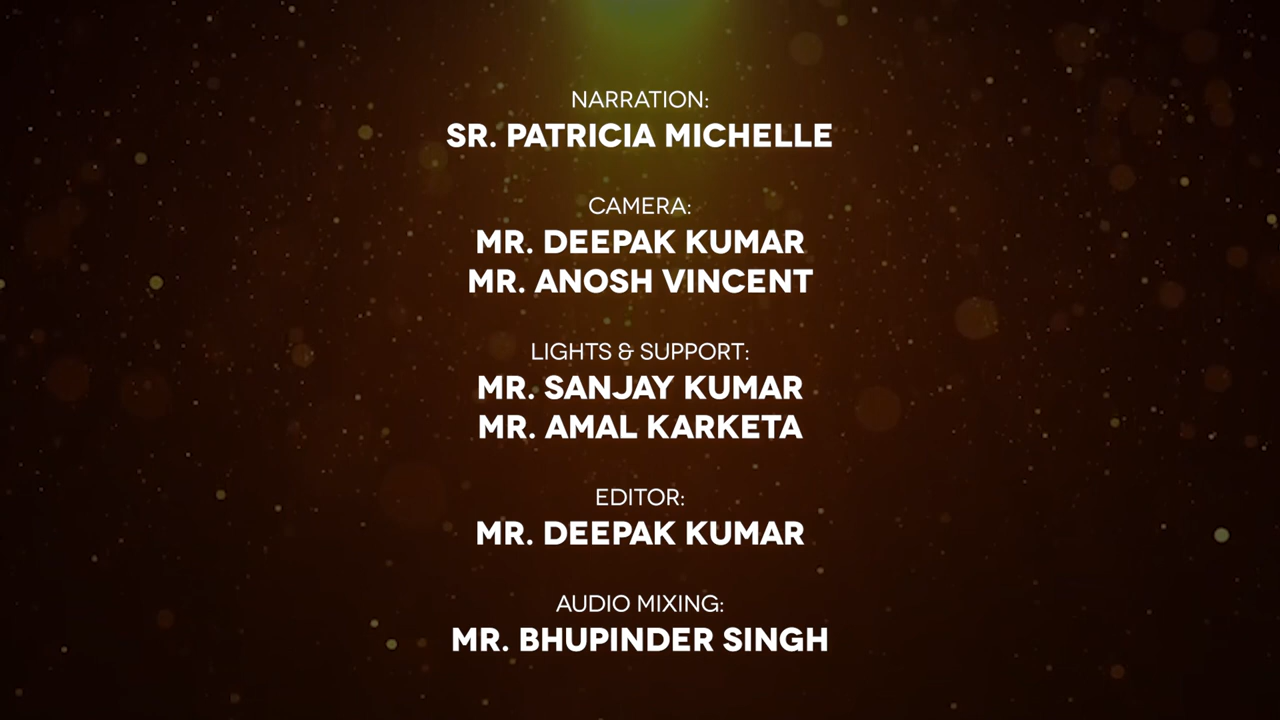 NARRATION:
SR. PATRICIA MICHELLE
CAMERA:
MR. DEEPAK KUMAR
MR. ANOSH VINCENT
LIGHTS & SUPPORT:
MR. SANJAY KUMAR
MR. AMAL KARKETA
EDITOR:
MR. DEEPAK KUMAR
AUDIO MIXING:
MR. BHUPINDER SINGH